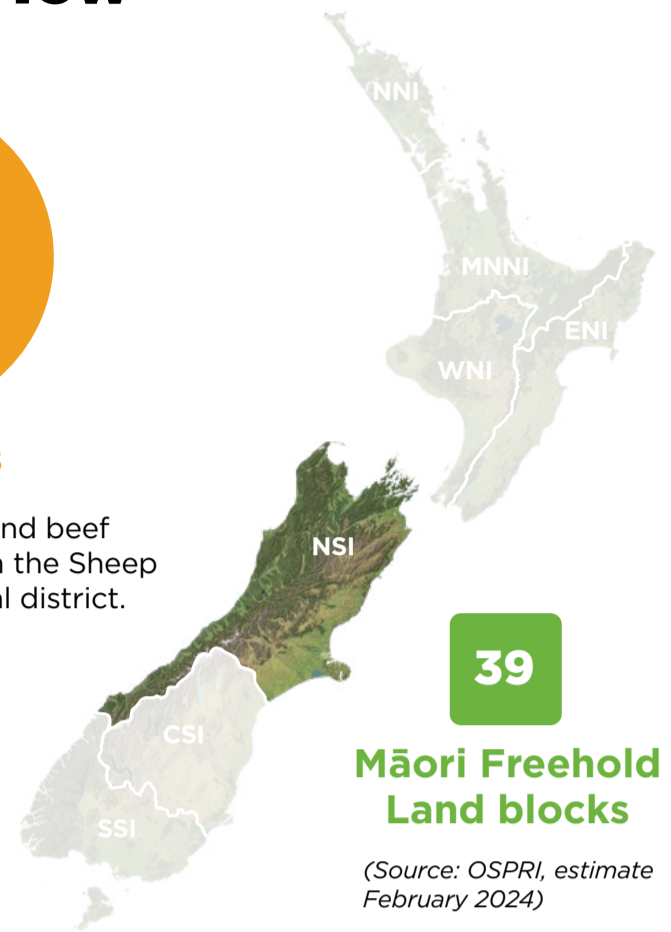 NNI
MNNI
ENI
WNI
nd beef
the Sheep
l district.
NSI
39
CSI
Māori Freehold
Land blocks
SSI
(Source: OSPRI, estimate
February 2024)